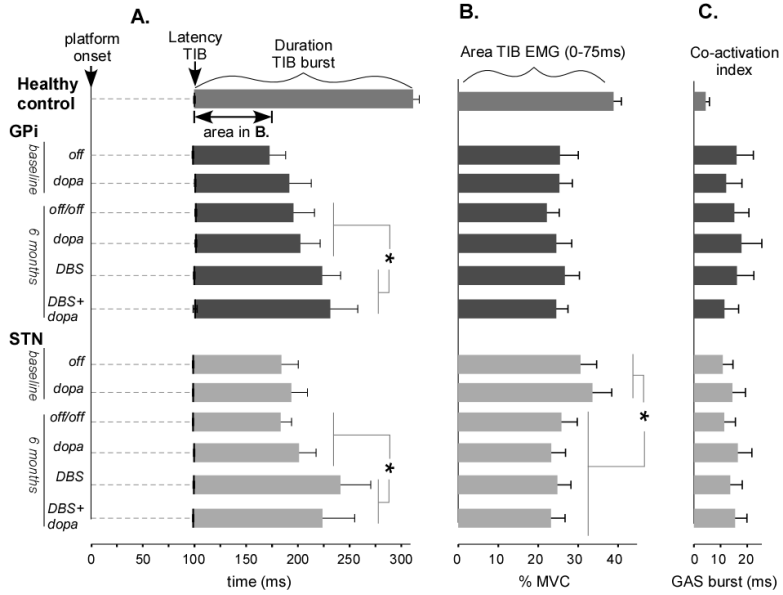 A.
B.
C.
platform onset
Latency TIB
Duration TIB burst
Area TIB EMG (0-75ms)
Co-activation index
Healthy control
area in B.
GPi
baseline
off
dopa
6 months
off/off
dopa
*
DBS
DBS+ dopa
STN
baseline
off
dopa
*
6 months
off/off
dopa
*
DBS
DBS+ dopa
0 50 100 150 200 250 300
0 10 20 30 40
0 10 20
time (ms)
% MVC
GAS burst (ms)